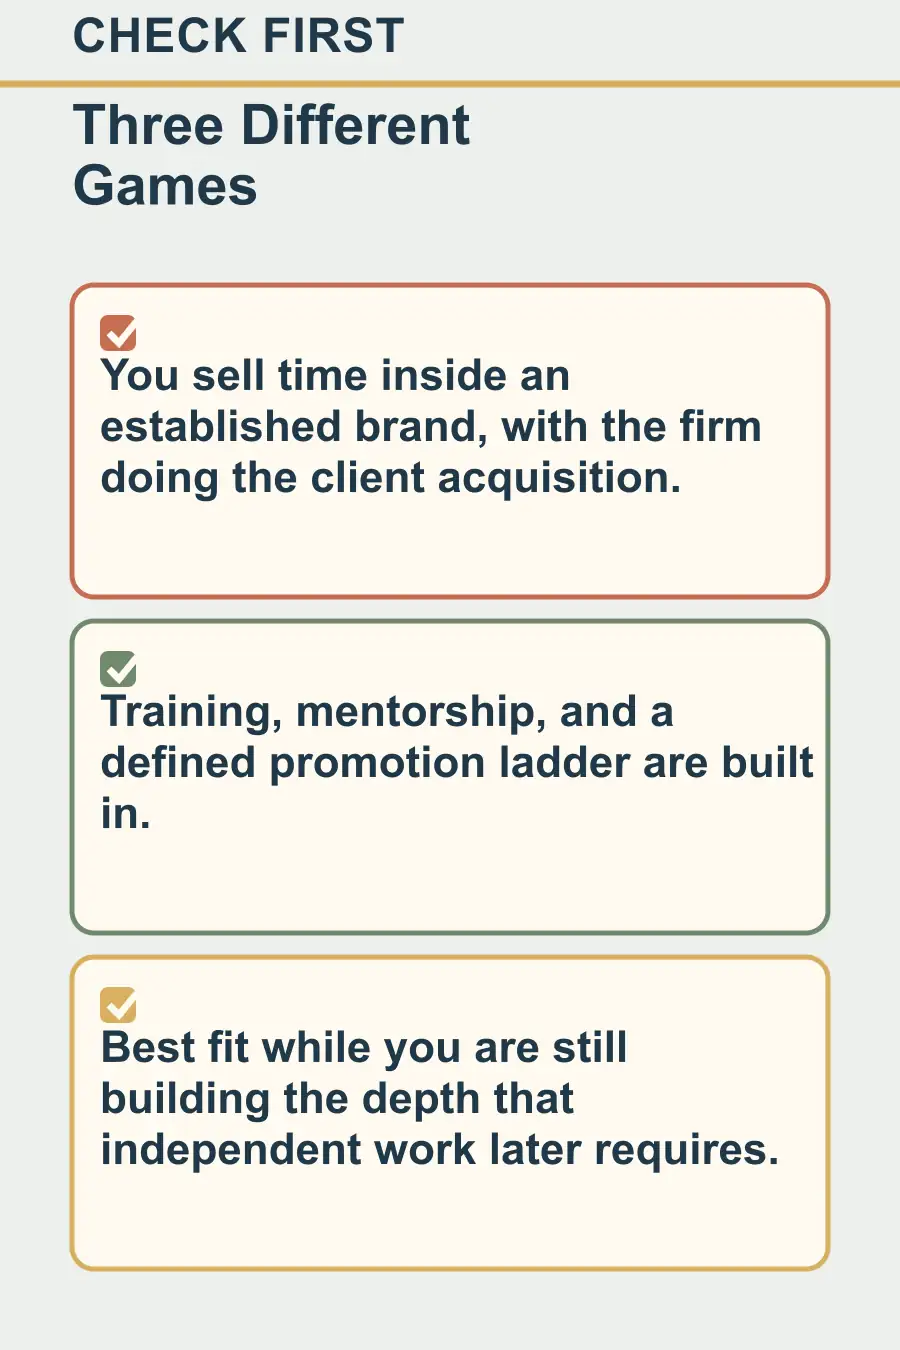 CHECK FIRST
Three Different
Games
You sell time inside an
established brand, with the firm
doing the client acquisition.
Training, mentorship, and a
defined promotion ladder are built
in.
Best fit while you are still
building the depth that
independent work later requires.